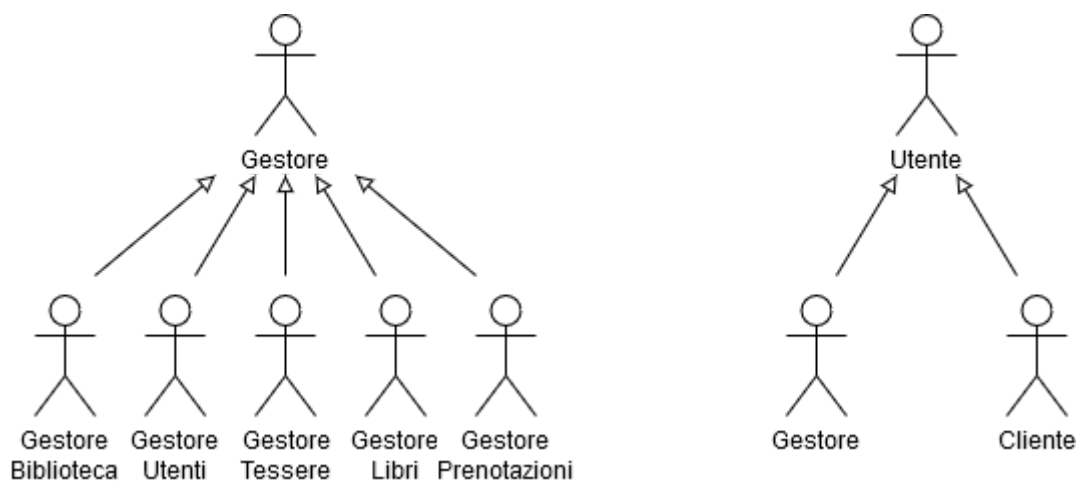 Gestore
Utente
Gestore Biblioteca
Gestore Utenti
Gestore Tessere
Gestore Libri
Gestore Prenotazioni
Gestore
Cliente